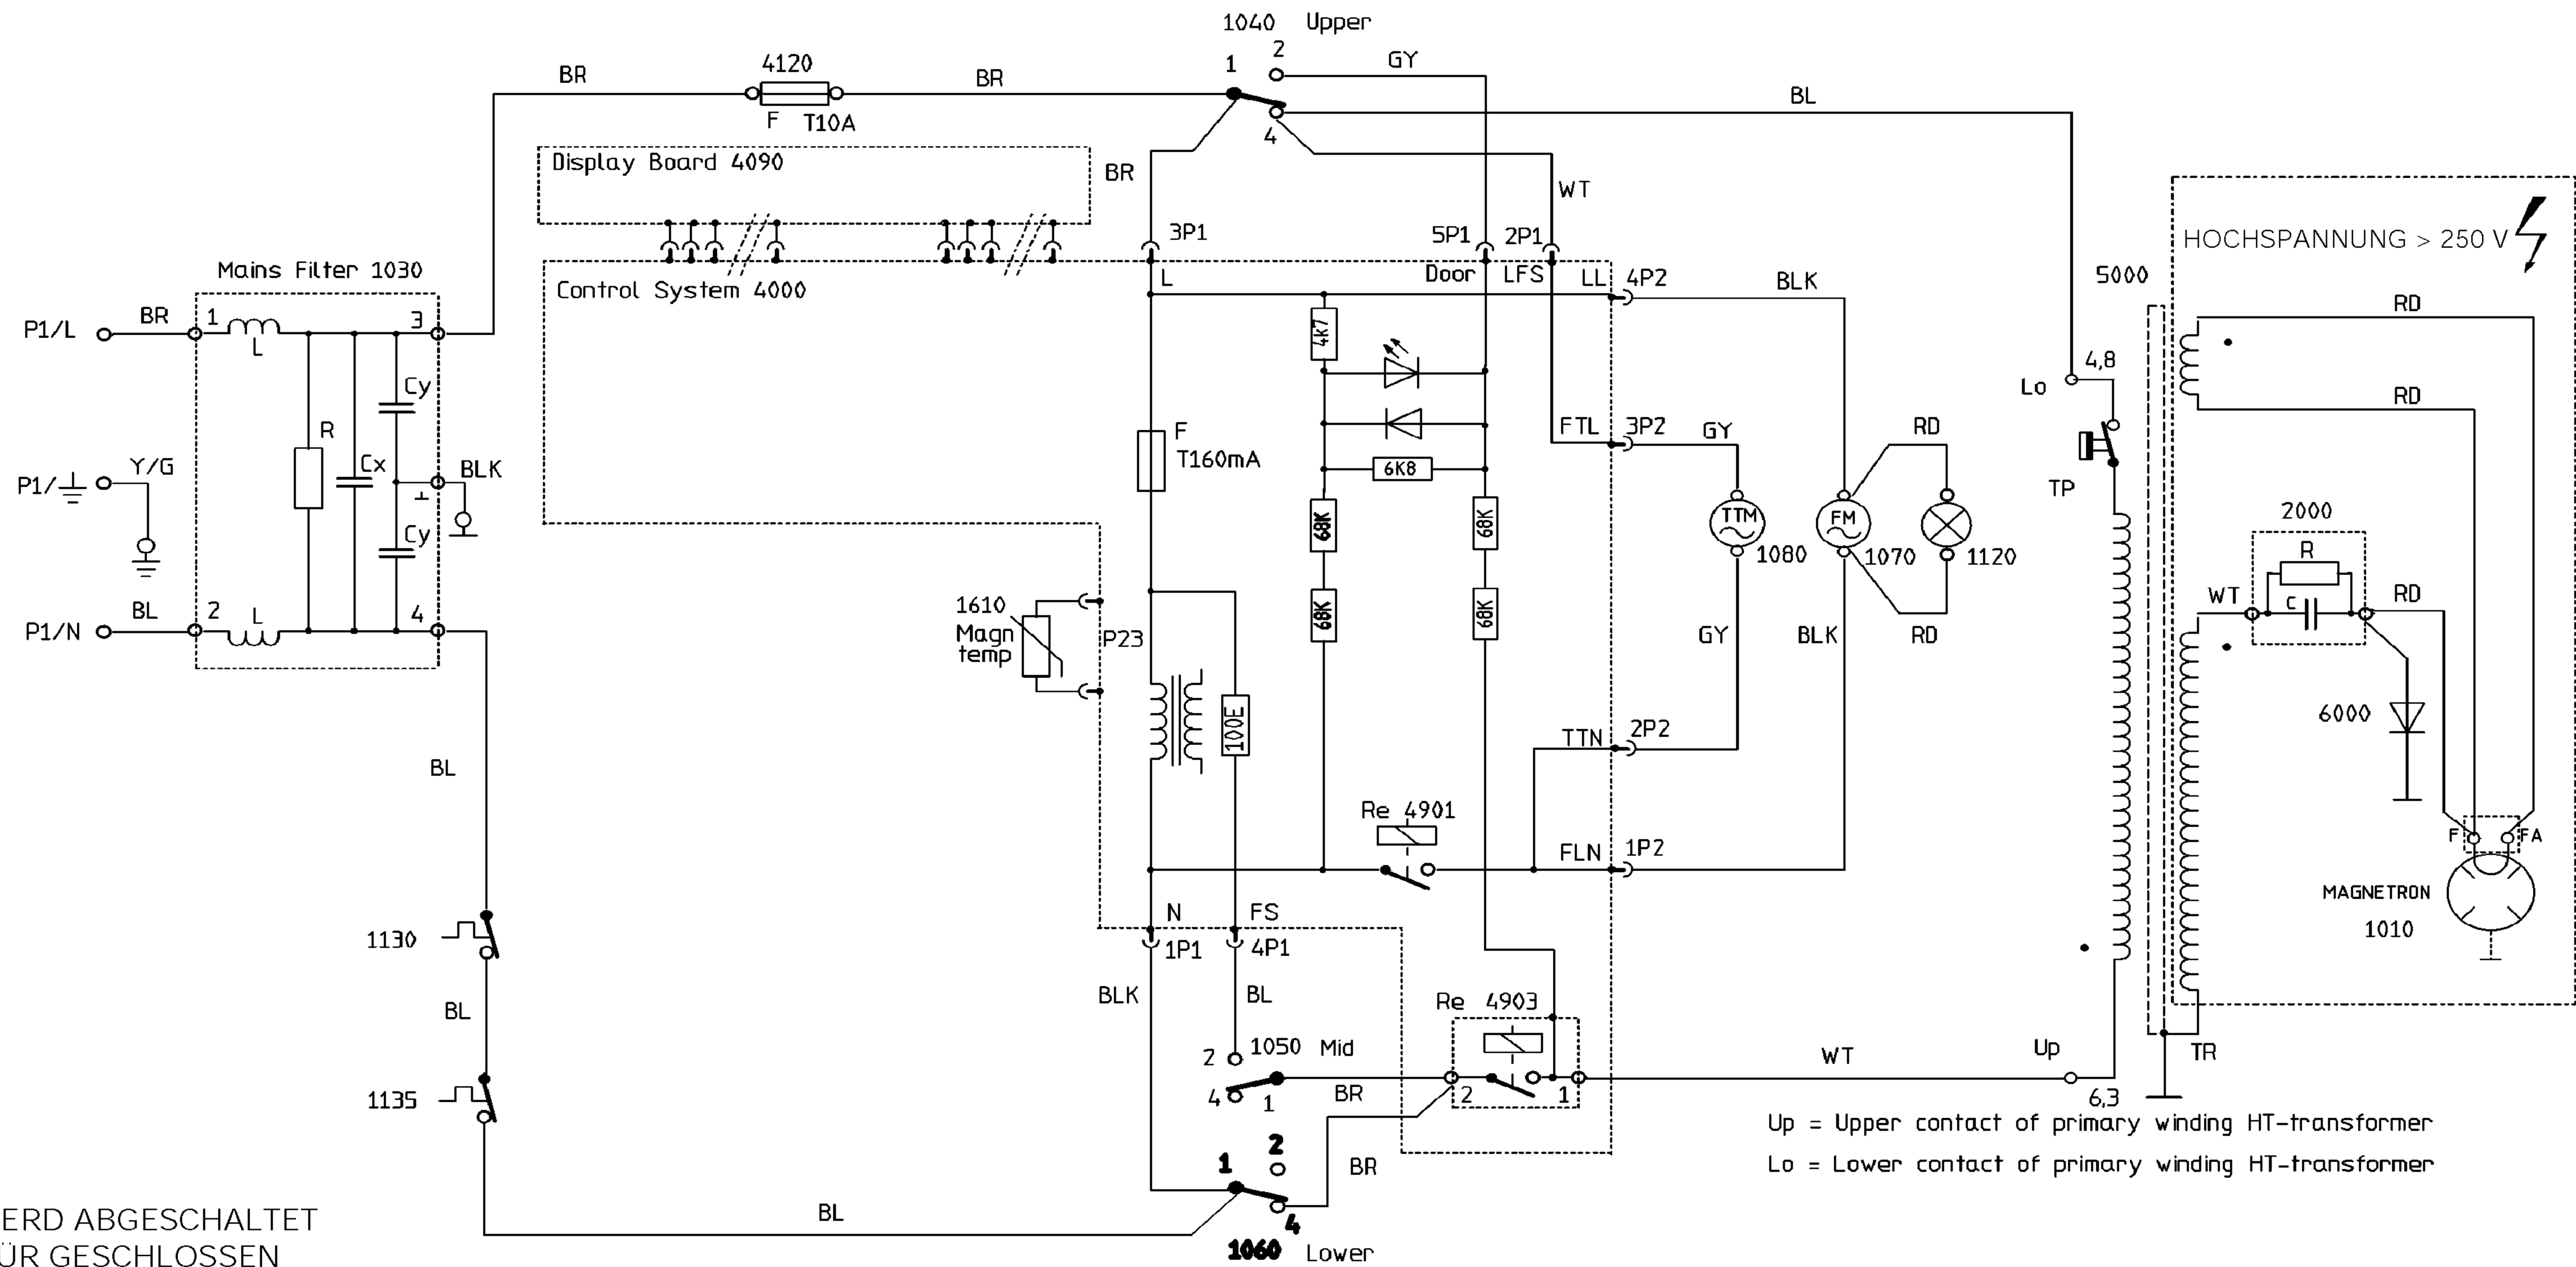 1040 Upper
2
1
GY
BR
4120
BR
BL
F T10A
4
Display Board 4090
BR
WT
3P1
5P1
2P1
HOCHSPANNUNG > 250 V
Mains Filter 1030
Control System 4000
L
Door
LFS
LL
4P2
BLK
5000
RD
P1/L
BR
1
3
L
4k7
4,8
Lo
Cy
RD
R
F
T160mA
FTL
3P2
GY
RD
Y/G
Cx
BLK
6K8
P1/
TP
68K
68K
TTM
FM
2000
Cy
1080
1070
1120
R
P1/N
BL
2
L
4
1610
Magn
temp
P23
68K
68K
GY
BLK
RD
WT
C
RD
100E
TTN
2P2
6000
BL
Re 4901
FLN
1P2
F
FA
MAGNETRON
1010
1130
N
FS
1P1
4P1
BLK
BL
BL
Re 4903
2
1050 Mid
WT
Up
TR
1135
4
1
BR
2
1
6,3
Up = Upper contact of primary winding HT-transformer
2
1
BR
Lo = Lower contact of primary winding HT-transformer
BL
4
ERD ABGESCHALTET
ÜR GESCHLOSSEN
1060 Lower